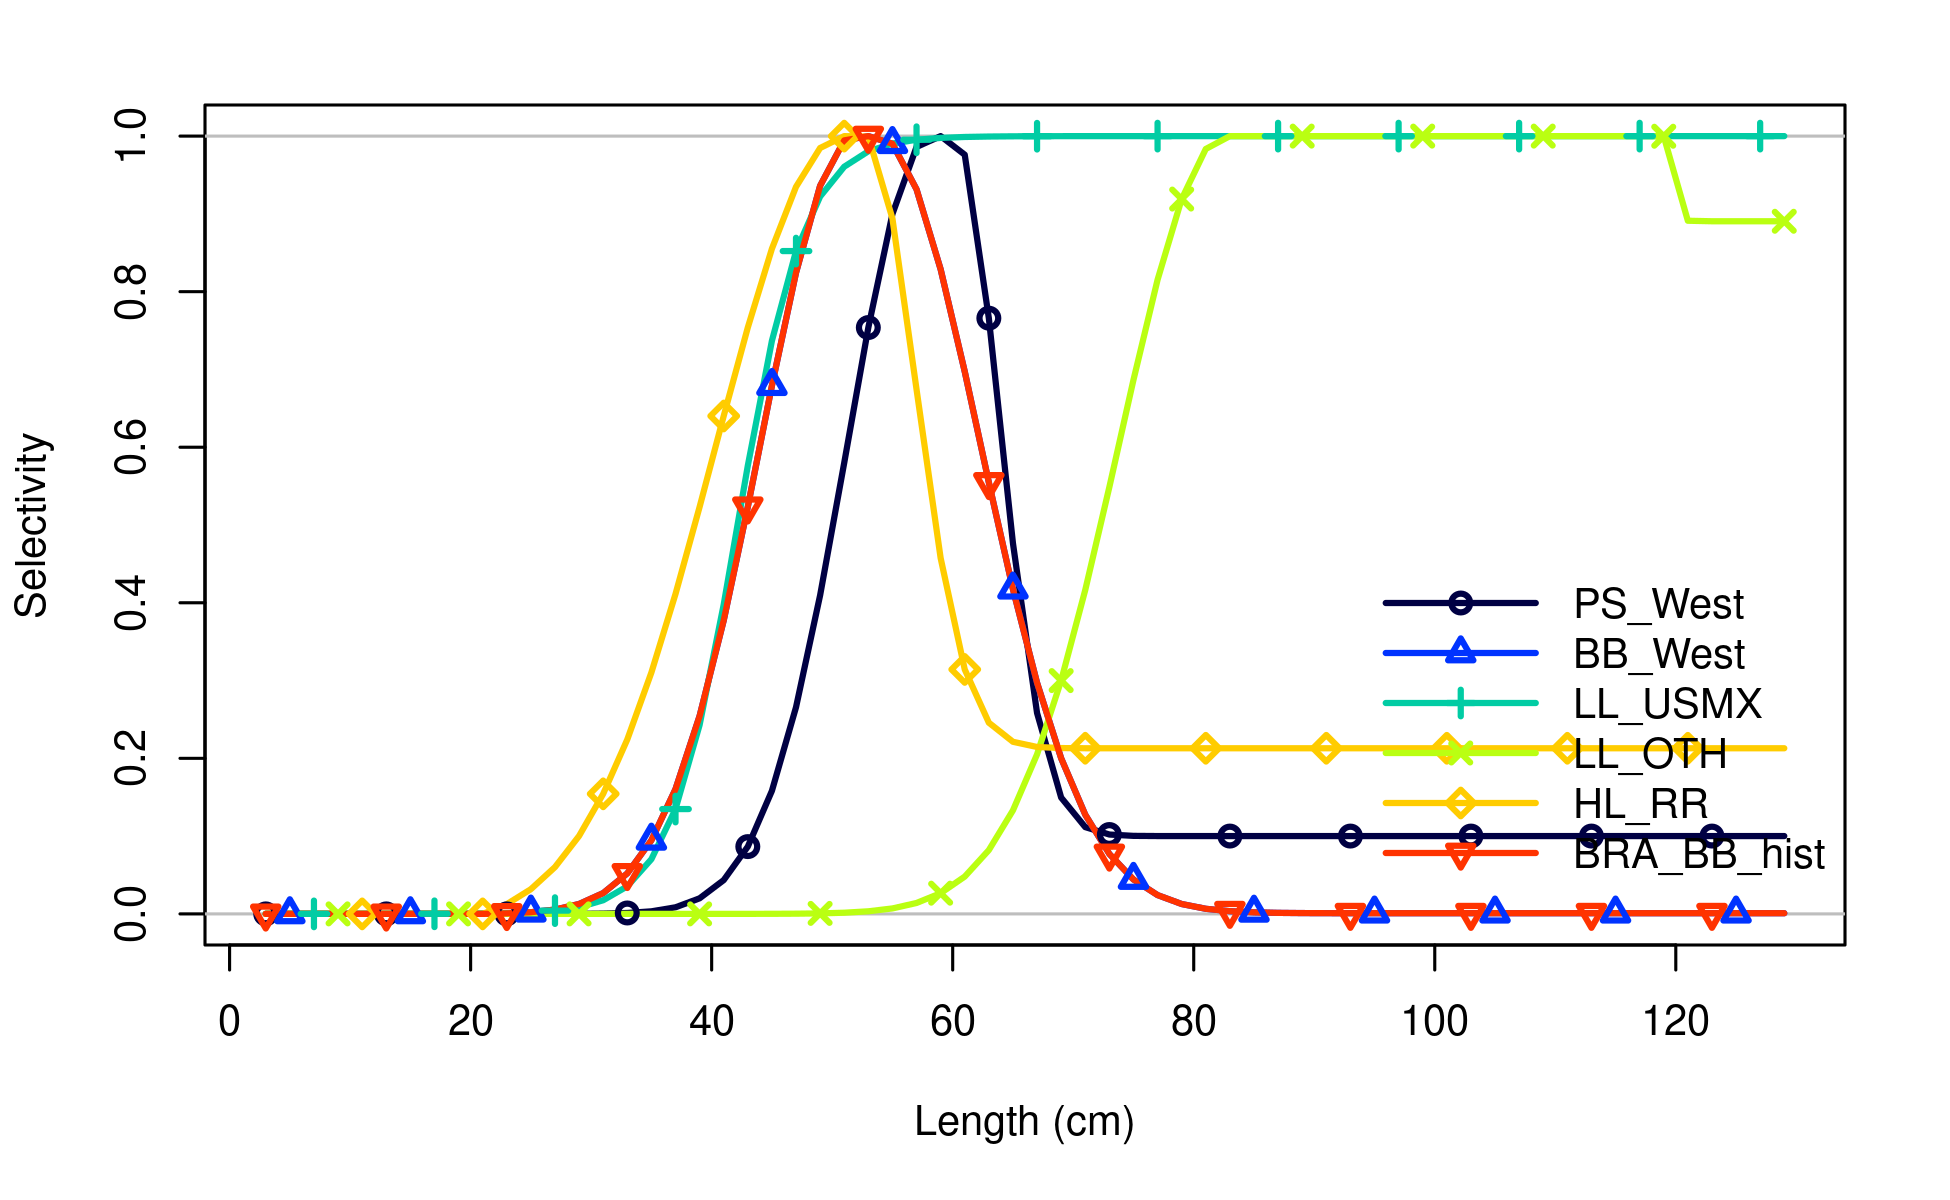 Selectivity
1.0
0.8
0.6
0.4
0.2
0.0
PS_West
BB_West
LL_USMX
LL_OTH
HL_RR
BRA_BB_hist
0 20 40 60 80 100 120
Length (cm)